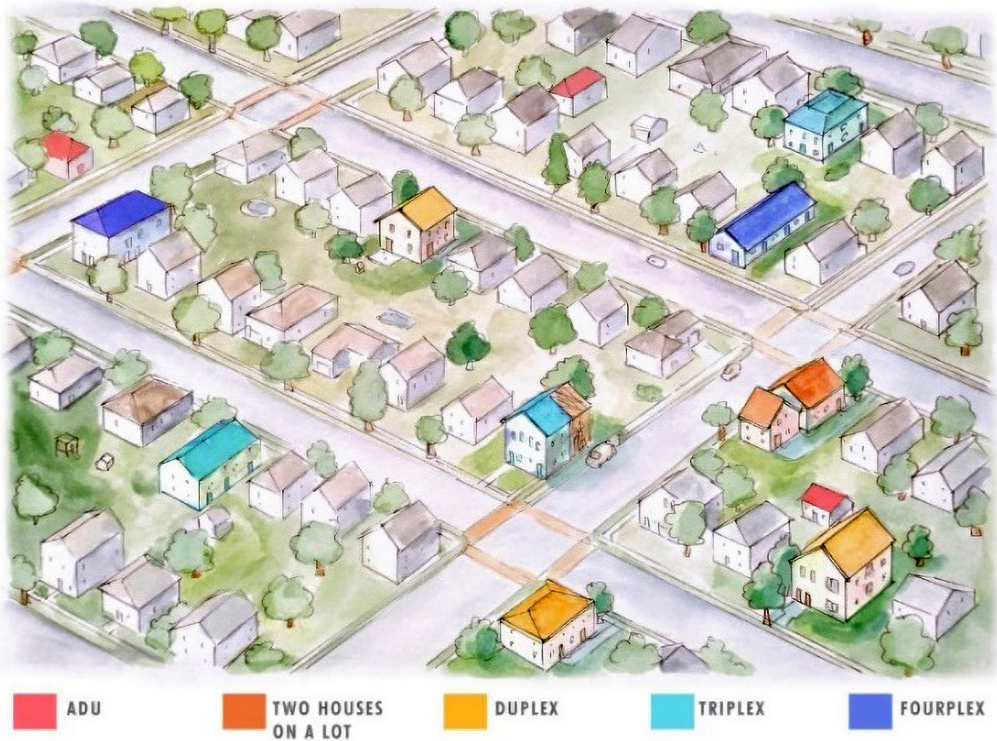 ADU
TWO HOUSES
ON A LOT
DUPLEX
TRIPLEX
FOURPLEX